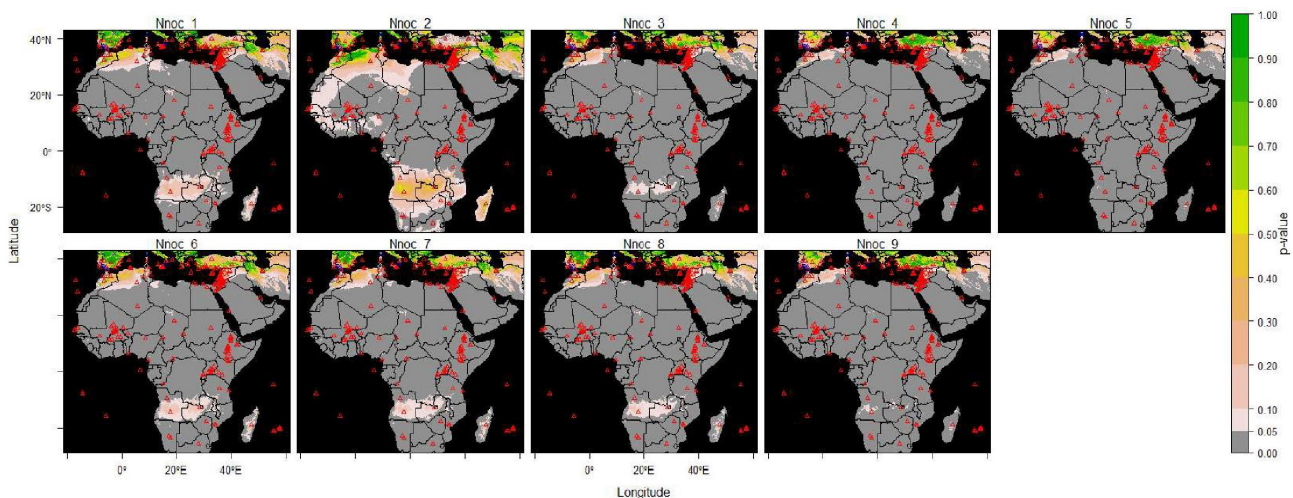 Nnoc_1 Nnoc_2 Nnoc_3 Nnoc_4 Nnoc_5
40°N
20°N
0°
20°S
Nnoc_6 Nnoc_7 Nnoc_8 Nnoc_9
Latitude
0° 20°E 40°E 0° 20°E 40°E
Longitude
1.00
0.90
0.80
0.70
0.60
0.50
0.40
0.30
0.20
0.10
0.05
0.00
p-value